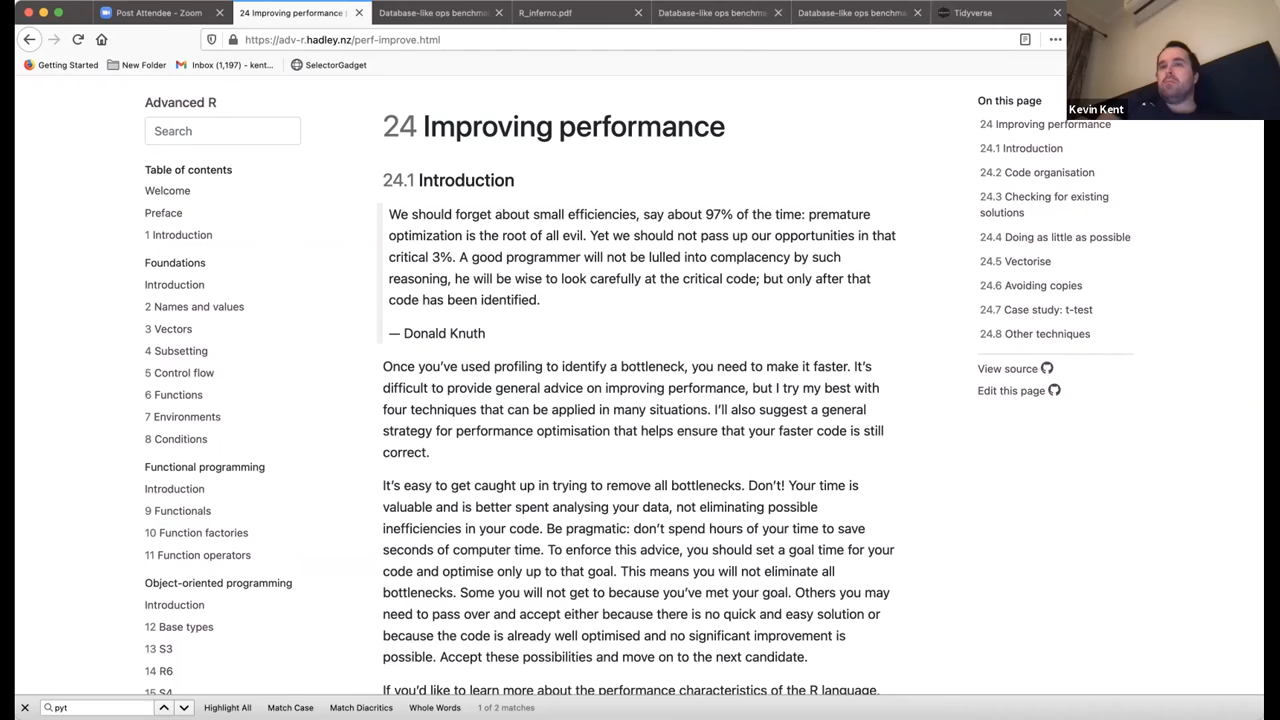 Post Attendee - Zoom
24 Improving performance
Database-like ops benchm
R_inferno.pdf
Database-like ops benchma
Database-like ops benchma
Tidyverse
https://adv-r.hadley.nz/perf-improve.html
Getting Started
New Folder
Inbox (1,197) - kent...
SelectorGadget
Kevin Kent
Advanced R
Search
Table of contents
Welcome
Preface
1 Introduction
Foundations
Introduction
2 Names and values
3 Vectors
4 Subsetting
5 Control flow
6 Functions
7 Environments
8 Conditions
Functional programming
Introduction
9 Functionals
10 Function factories
11 Function operators
Object-oriented programming
Introduction
12 Base types
13 S3
14 R6
15 S4
24 Improving performance
24.1 Introduction
We should forget about small efficiencies, say about 97% of the time: premature
optimization is the root of all evil. Yet we should not pass up our opportunities in that
critical 3%. A good programmer will not be lulled into complacency by such
reasoning, he will be wise to look carefully at the critical code; but only after that
code has been identified.
— Donald Knuth
Once you've used profiling to identify a bottleneck, you need to make it faster. It's
difficult to provide general advice on improving performance, but I try my best with
four techniques that can be applied in many situations. I'll also suggest a general
strategy for performance optimisation that helps ensure that your faster code is still
correct.
It's easy to get caught up in trying to remove all bottlenecks. Don't! Your time is
valuable and is better spent analysing your data, not eliminating possible
inefficiencies in your code. Be pragmatic: don't spend hours of your time to save
seconds of computer time. To enforce this advice, you should set a goal time for your
code and optimise only up to that goal. This means you will not eliminate all
bottlenecks. Some you will not get to because you've met your goal. Others you may
need to pass over and accept either because there is no quick and easy solution or
because the code is already well optimised and no significant improvement is
possible. Accept these possibilities and move on to the next candidate.
If you'd like to learn more about the performance characteristics of the R language,
On this page
24 Improving performance
24.1 Introduction
24.2 Code organisation
24.3 Checking for existing
solutions
24.4 Doing as little as possible
24.5 Vectorise
24.6 Avoiding copies
24.7 Case study: t-test
24.8 Other techniques
View source
Edit this page
pyt
Highlight All
Match Case
Match Diacritics
Whole Words
1 of 2 matches